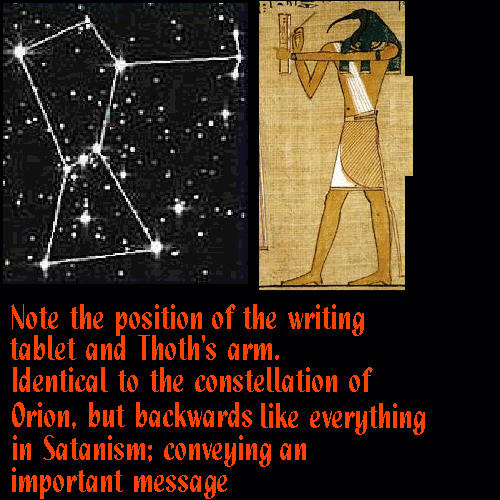 Note the position of the writing
tablet and Thoth's arm.
Identical to the constellation of
Orion, but backwards like everything
in Satanism; conveying an
important message